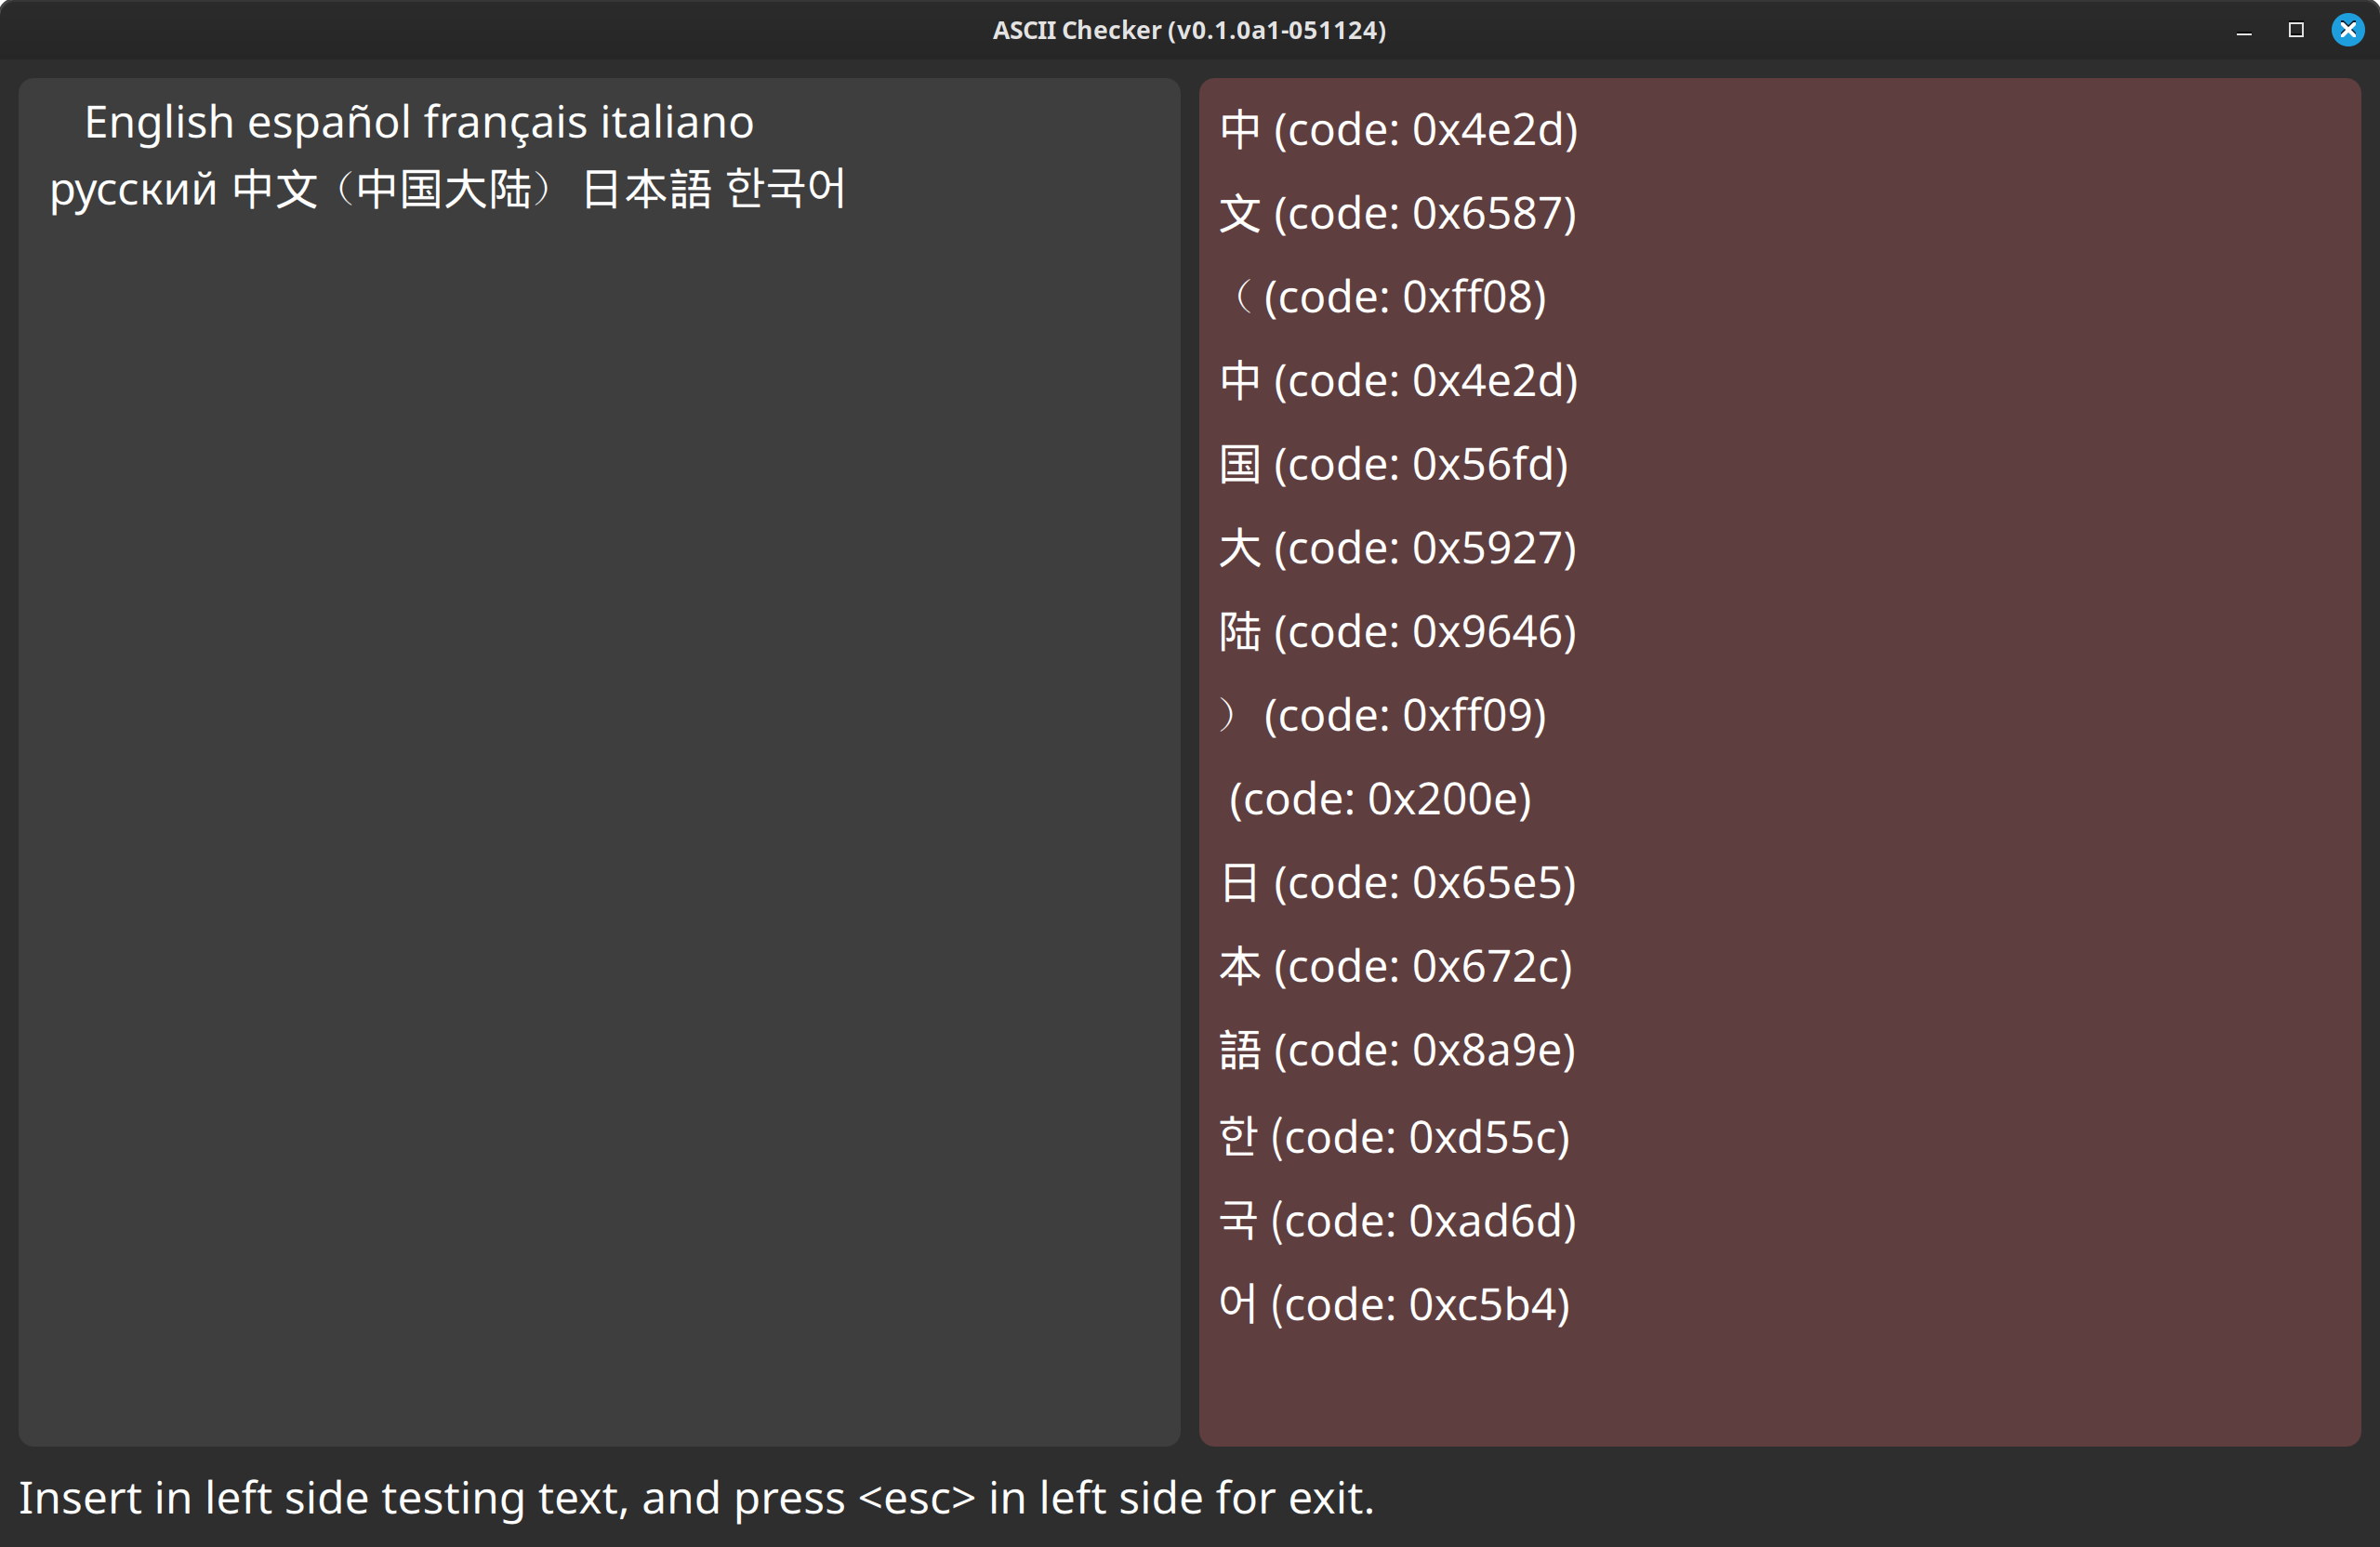 ASCII Checker (v0.1.0a1-051124)
English español français italiano
русский 中文（中国大陆） 日本語 한국어
中 (code: 0x4e2d)
文 (code: 0x6587)
（ (code: 0xff08)
中 (code: 0x4e2d)
国 (code: 0x56fd)
大 (code: 0x5927)
陆 (code: 0x9646)
） (code: 0xff09)
(code: 0x200e)
日 (code: 0x65e5)
本 (code: 0x672c)
語 (code: 0x8a9e)
한 (code: 0xd55c)
국 (code: 0xad6d)
어 (code: 0xc5b4)
Insert in left side testing text, and press <esc> in left side for exit.